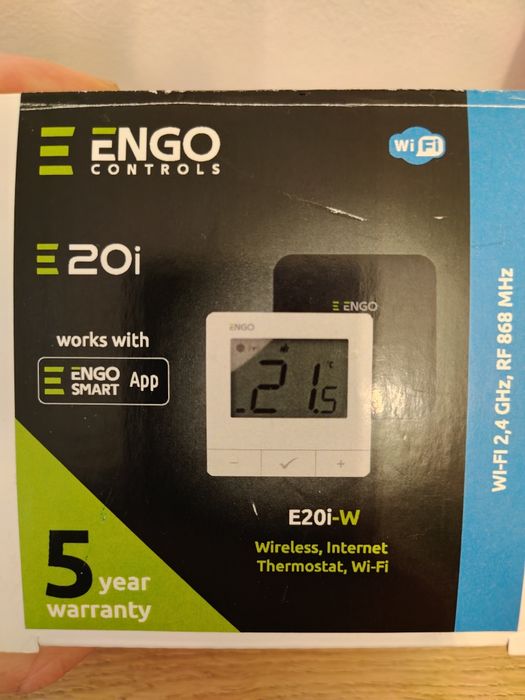 ENGO
CONTROLS
Wi Fi
E20i
works with
ENGO
SMART App
ENGO
ENGO
21.5
°C
- ✓ +
E20i-W
Wireless, Internet
Thermostat, Wi-Fi
5 year
warranty
WI-FI 2,4 GHz, RF 868 MHz